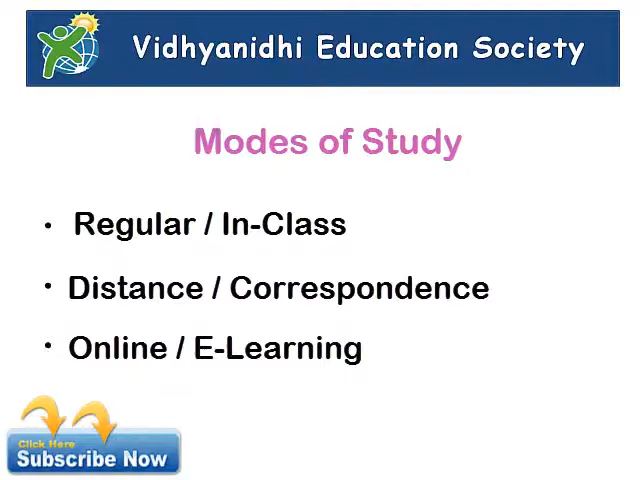 Vidhyanidhi Education Society
Modes of Study
• Regular / In-Class
• Distance / Correspondence
• Online / E-Learning
Click Here
Subscribe Now